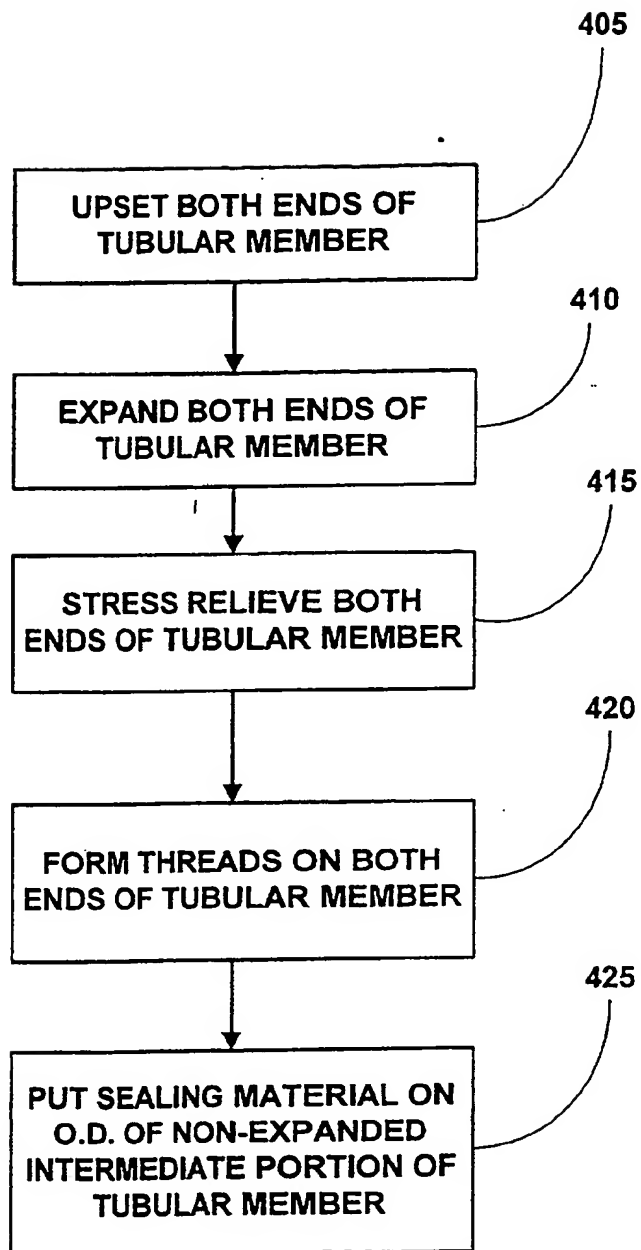 405
UPSET BOTH ENDS OF
TUBULAR MEMBER
410
EXPAND BOTH ENDS OF
TUBULAR MEMBER
415
STRESS RELIEVE BOTH
ENDS OF TUBULAR MEMBER
420
FORM THREADS ON BOTH
ENDS OF TUBULAR MEMBER
425
PUT SEALING MATERIAL ON
O.D. OF NON-EXPANDED
INTERMEDIATE PORTION OF
TUBULAR MEMBER